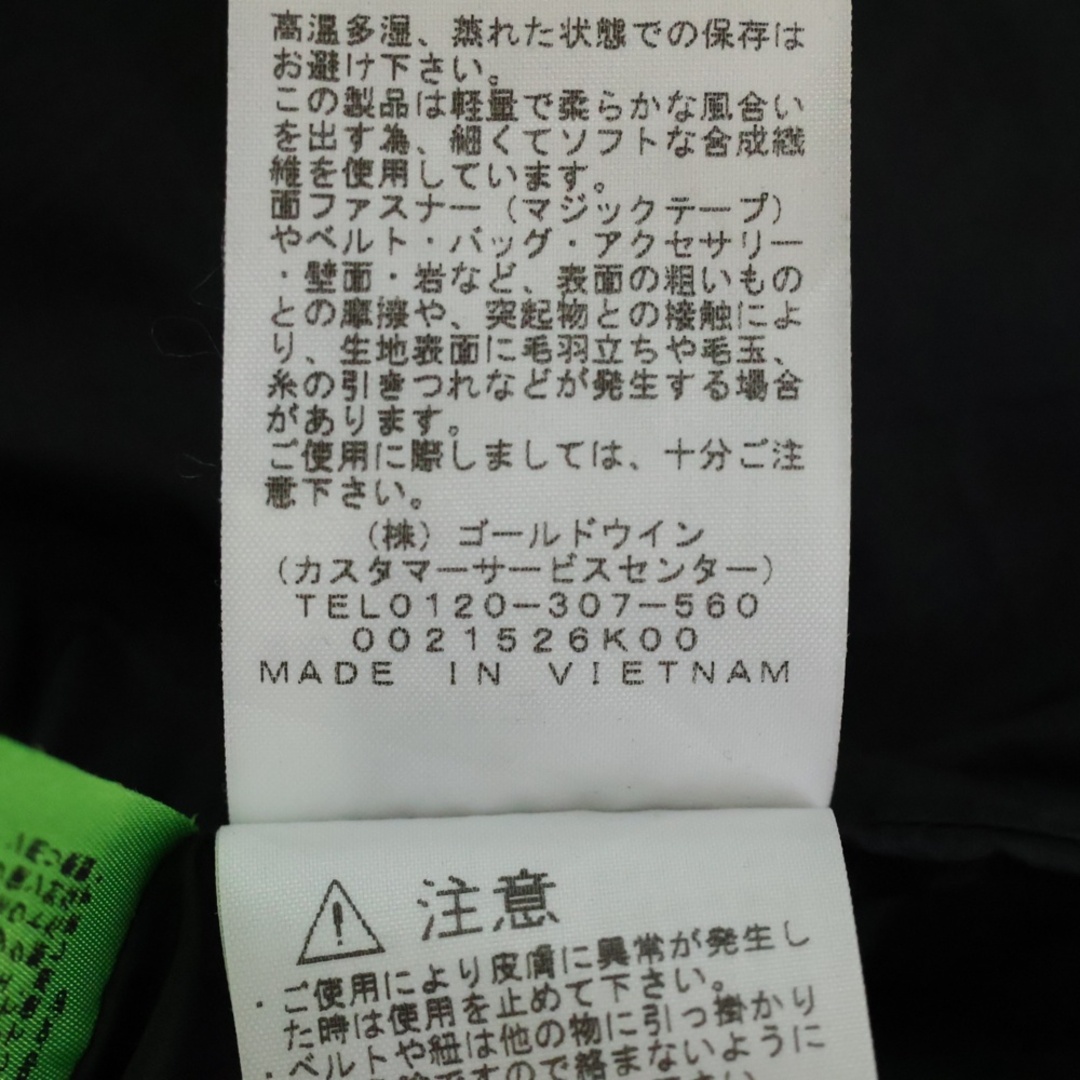 高温多湿、蒸れた状態での保存は
お避け下さい。
この製品は軽量で柔らかな風合い
を出す為、細くてソフトな合成繊
維を使用しています。
面ファスナー（マジックテープ）
やベルト・バッグ・アクセサリー
・壁面・岩など、表面の粗いもの
との摩擦や、突起物との接触によ
り、生地表面に毛羽立ちや毛玉、
糸の引きつれなどが発生する場合
があります。
ご使用に際しましては、十分ご注
意下さい。
（株）ゴールドウイン
（カスタマーサービスセンター）
TEL0120-307-560
0021526K00
MADE IN VIETNAM
注意
・ご使用により皮膚に異常が発生し
た時は使用を止めて下さい。
・ベルトや紐は他の物に引っ掛かり
ですので絡まないように